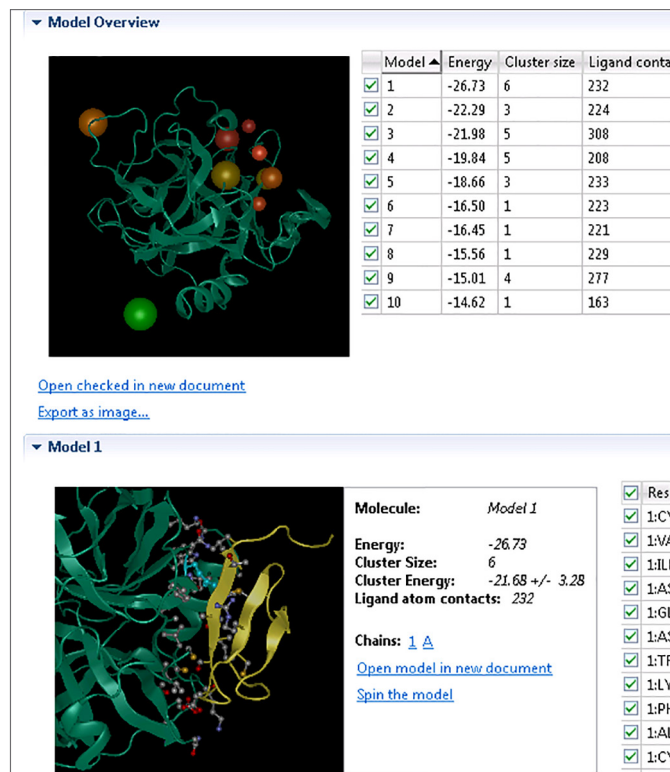 Model Overview
Model Energy Cluster size Ligand
1 -26.73 6 232
2 -22.29 3 224
3 -21.98 5 308
4 -19.84 5 208
5 -18.66 3 233
6 -16.50 1 223
7 -16.45 1 221
8 -15.56 1 229
9 -15.01 4 277
10 -14.62 1 163
Open checked in new document
Export as image...
Model 1
Molecule: Model 1
Energy: -26.73
Cluster Size: 6
Cluster Energy: -21.68 +/- 3.28
Ligand atom contacts: 232
Chains: 1 A
Open model in new document
Spin the model
Res
1:CY
1:VA
1:ILI
1:AS
1:GL
1:AS
1:TR
1:LY
1:PH
1:AL
1:CY